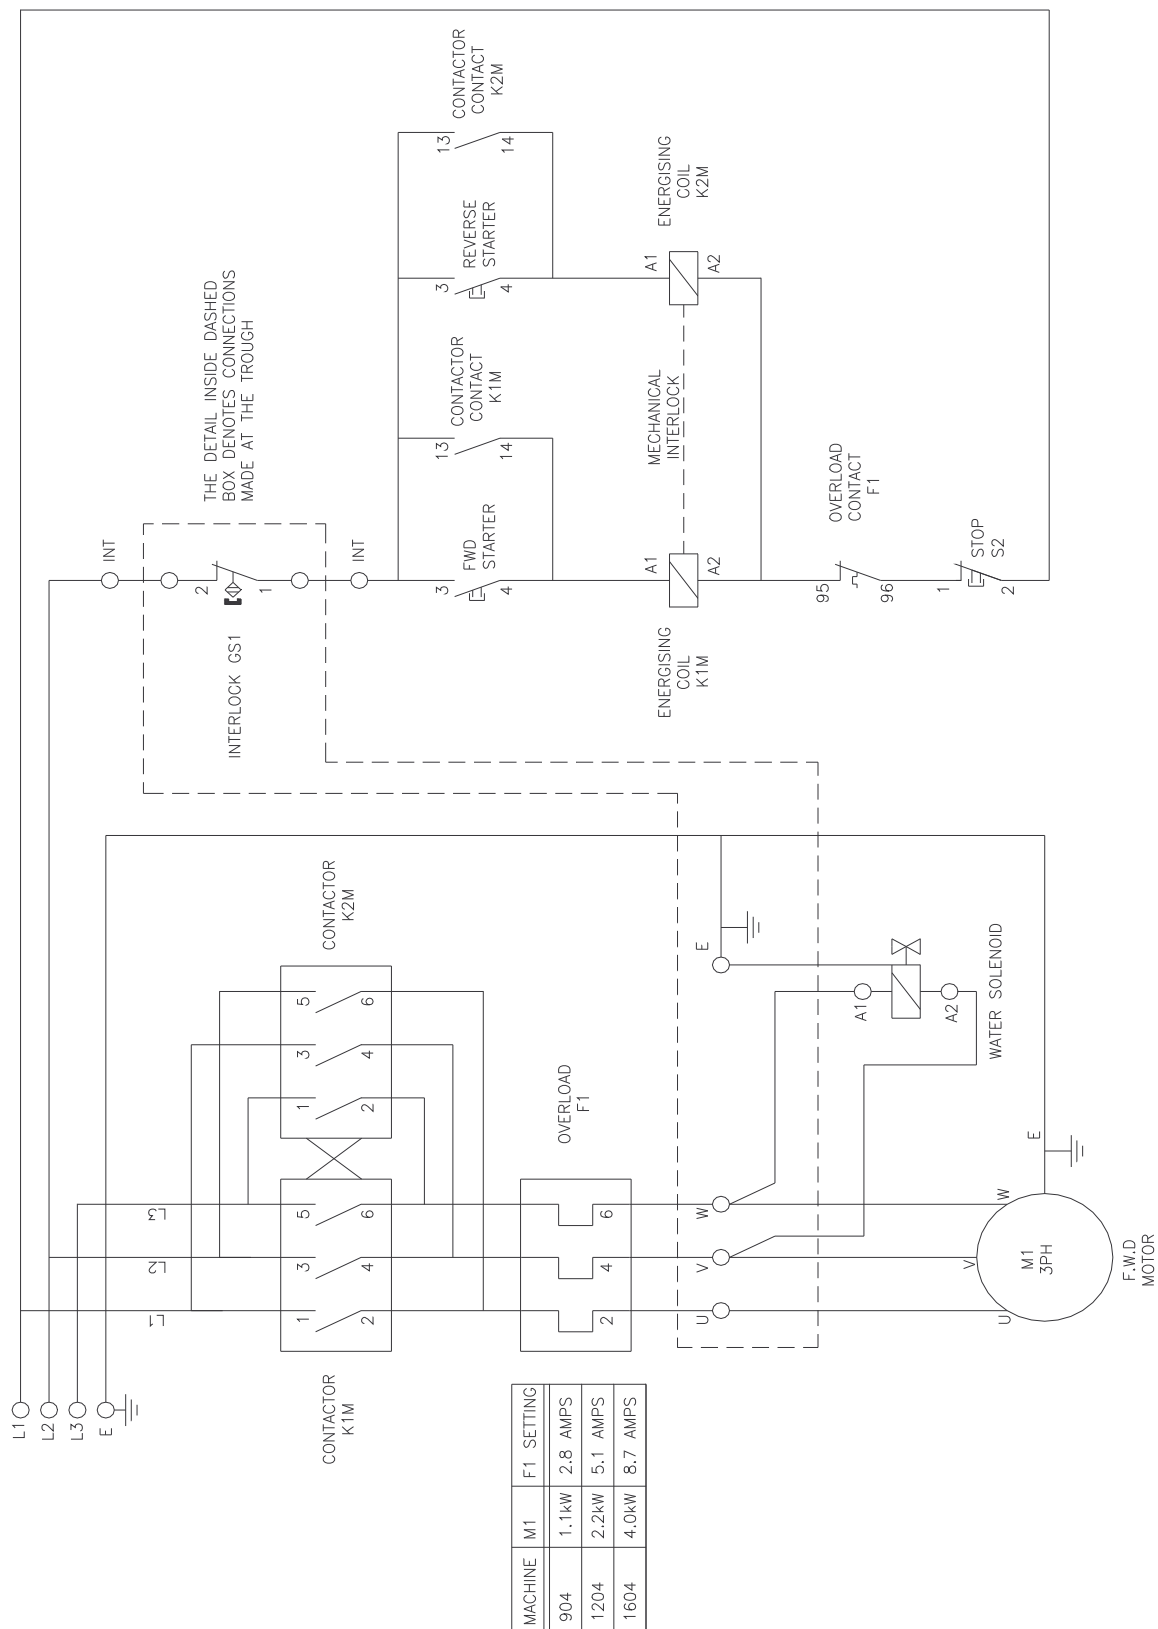 L1
L2
L3
E
L1
L2
L3
CONTACTOR
K1M
1
3
5
2
4
6
CONTACTOR
K2M
1
3
5
2
4
6
OVERLOAD
F1
2
4
6
U
V
W
E
A1
A2
WATER SOLENOID
U
V
W
E
M1
3PH
F.W.D
MOTOR
MACHINE M1 F1 SETTING
904 1.1kW 2.8 AMPS
1204 2.2kW 5.1 AMPS
1604 4.0kW 8.7 AMPS
THE DETAIL INSIDE DASHED
BOX DENOTES CONNECTIONS
MADE AT THE TROUGH
INT
2
1
INTERLOCK GS1
INT
3
4
FWD
STARTER
13
14
CONTACTOR
CONTACT
K1M
3
4
REVERSE
STARTER
13
14
CONTACTOR
CONTACT
K2M
A1
A2
ENERGISING
COIL
K1M
MECHANICAL
INTERLOCK
A1
A2
ENERGISING
COIL
K2M
95
96
OVERLOAD
CONTACT
F1
1
2
STOP
S2